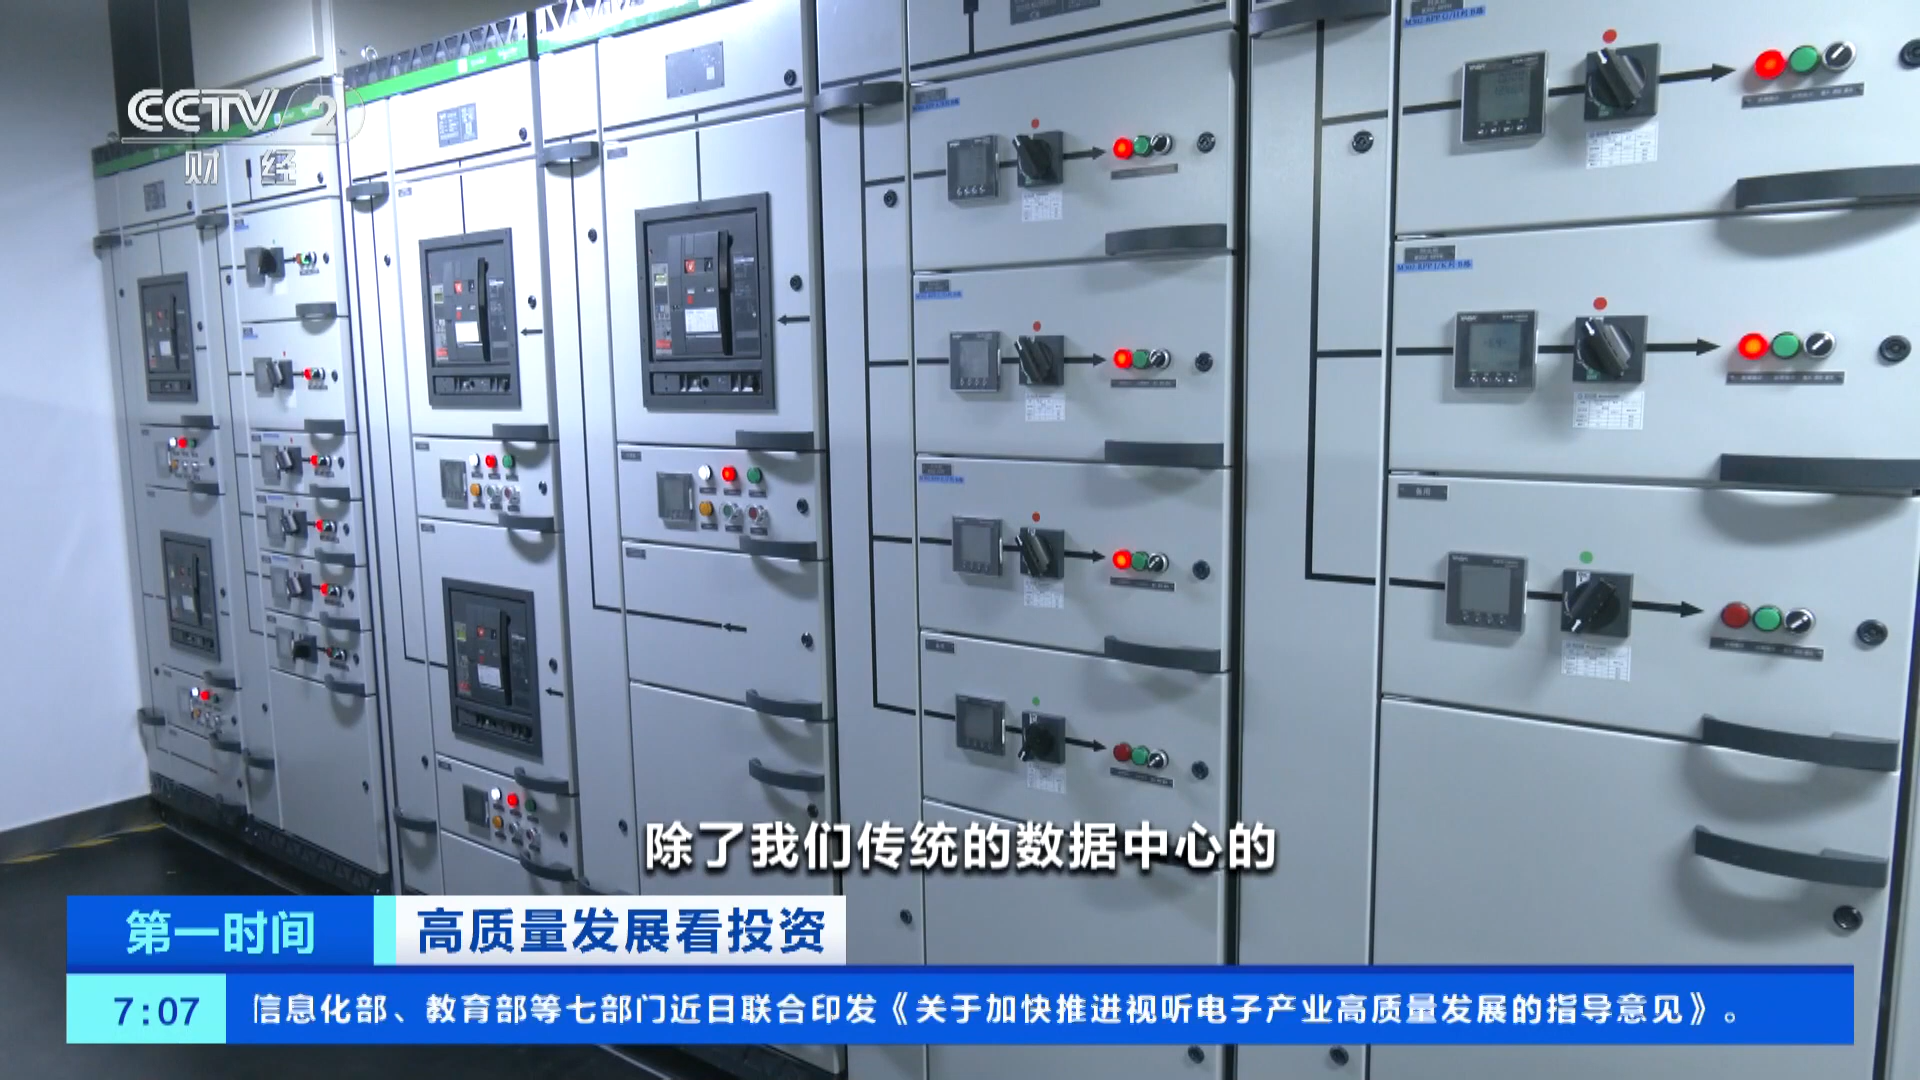 CCTV 2
财经
除了我们传统的数据中心的
第一时间
高质量发展看投资
7:07
信息化部、教育部等七部门近日联合印发《关于加快推进视听电子产业高质量发展的指导意见》。